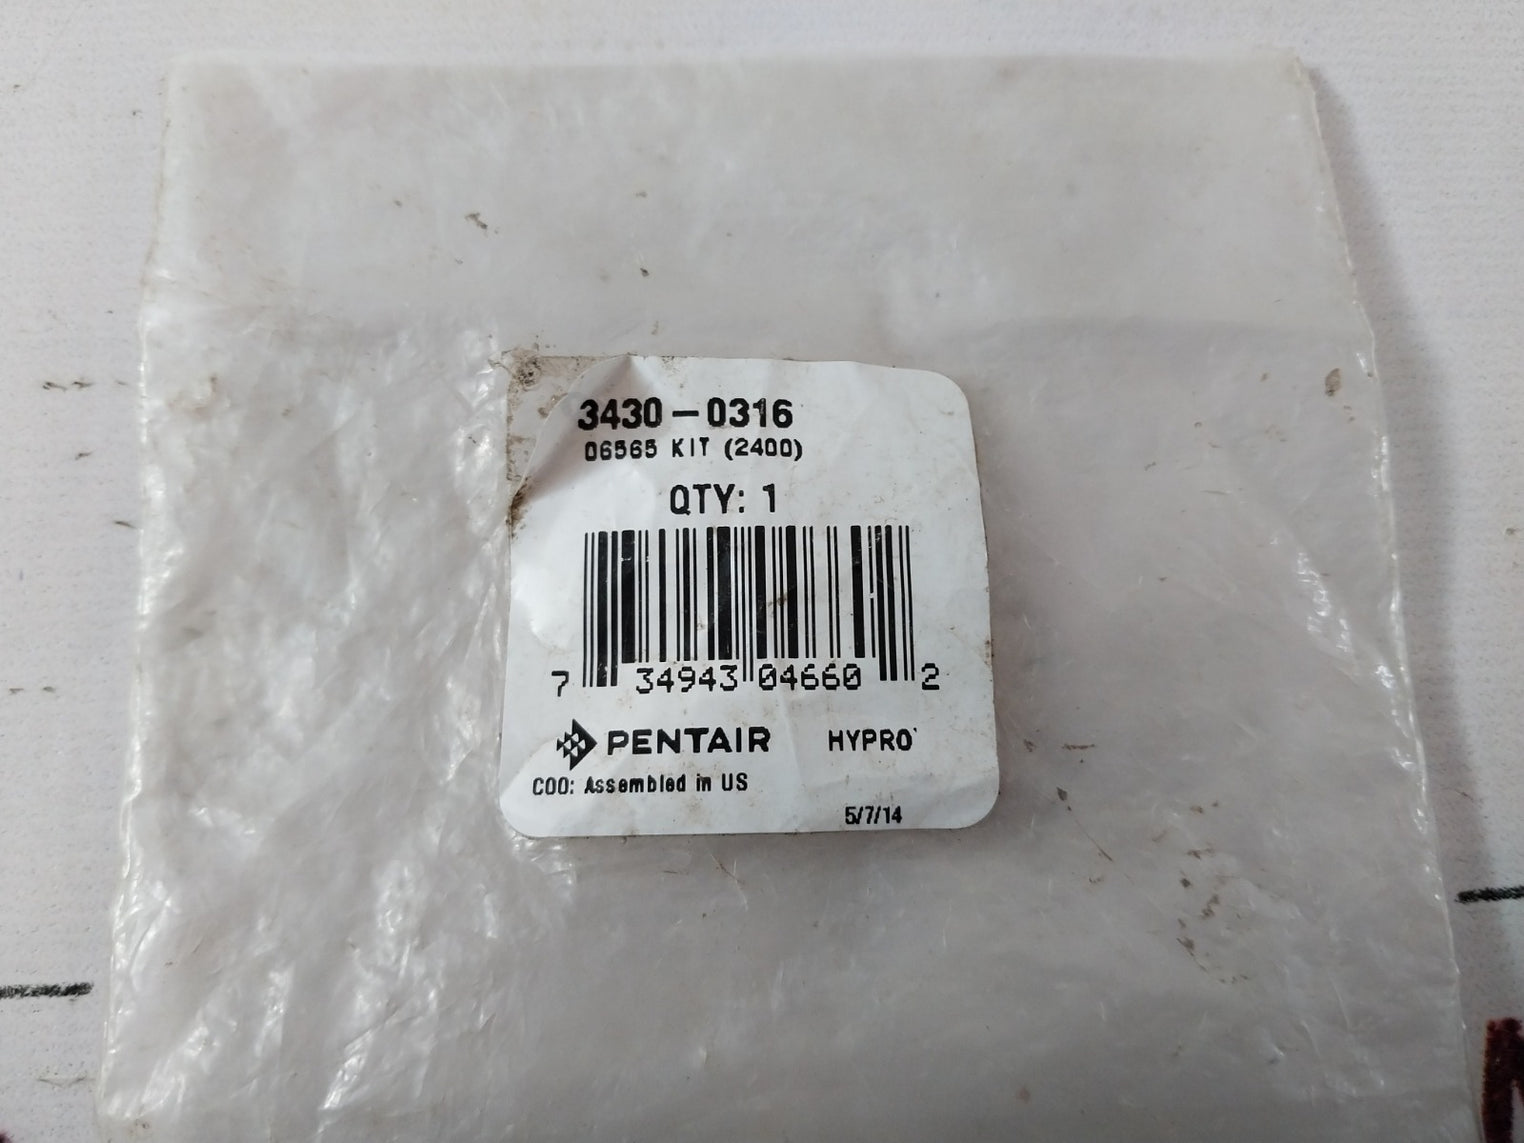 3430-0316
06565 KIT (2400)
QTY: 1
7 34943 04660 2
PENTAIR HYPRO
COO: Assembled in US
5/7/14